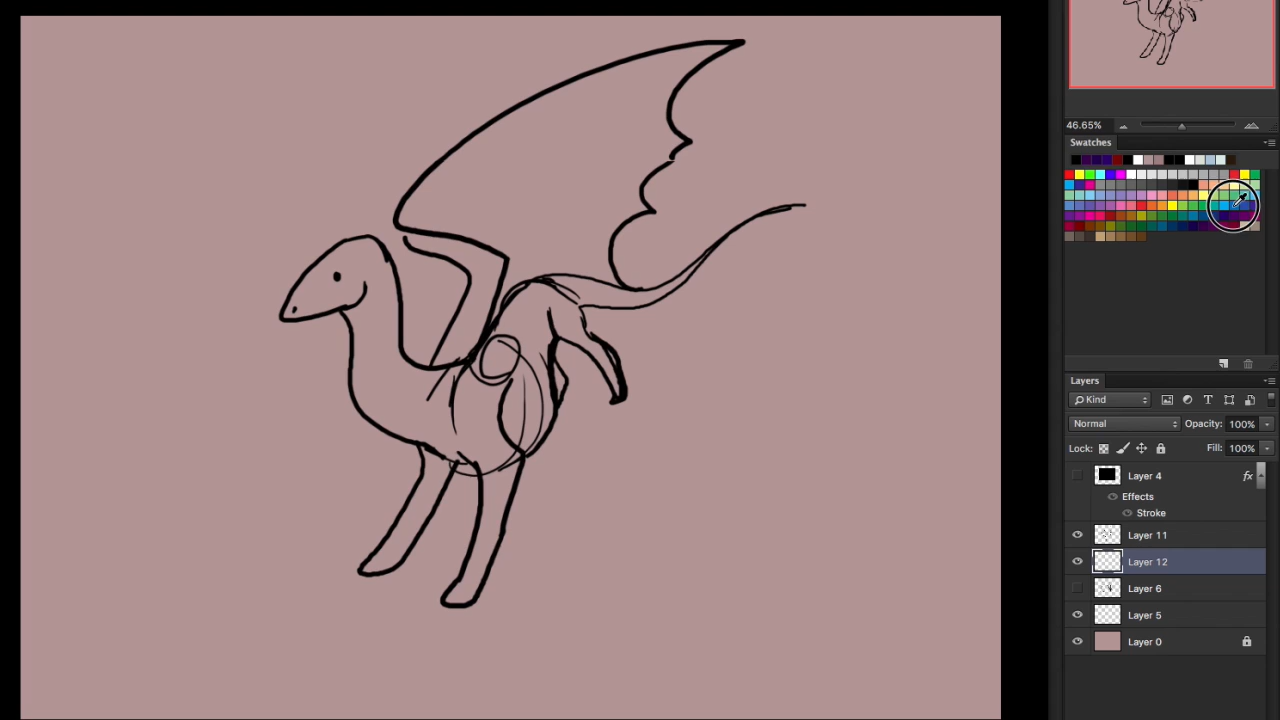 46.65%
Swatches
Layers
Kind
Normal Opacity: 100%
Lock: Fill: 100%
Layer 4 fx
Effects
Stroke
Layer 11
Layer 12
Layer 6
Layer 5
Layer 0